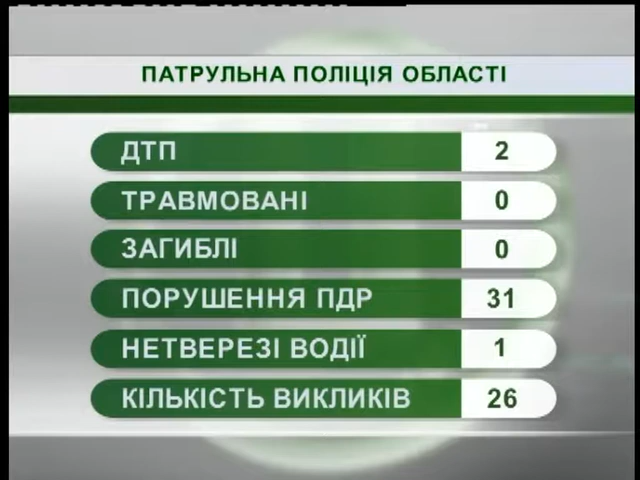 ПАТРУЛЬНА ПОЛІЦІЯ ОБЛАСТІ
ДТП 2
ТРАВМОВАНІ 0
ЗАГИБЛІ 0
ПОРУШЕННЯ ПДР 31
НЕТВЕРЕЗІ ВОДІЇ 1
КІЛЬКІСТЬ ВИКЛИКІВ 26